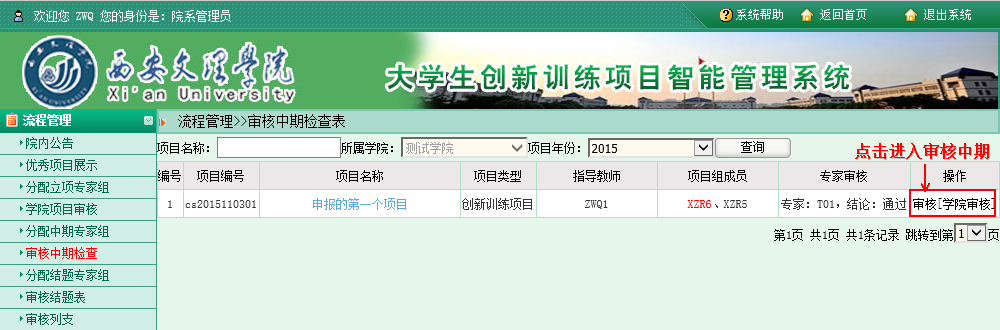 欢迎您 ZWQ 您的身份是：院系管理员 系统帮助 返回首页 退出系统
西安文理学院
Xi'an University
大学生创新训练项目智能管理系统
流程管理
院内公告
优秀项目展示
分配立项专家组
学院项目审核
分配中期专家组
审核中期检查
分配结题专家组
审核结题表
审核列支
流程管理>>审核中期检查表
项目名称： 所属学院： 测试学院 项目年份： 2015 查询
点击进入审核中期
编号 项目编号 项目名称 项目类型 指导教师 项目组成员 专家审核 操作
1 cs2015110301 申报的第一个项目 创新训练项目 ZWQ1 XZR6、XZR5 专家：T01，结论：通过 审核[学院审核]
第1页 共1页 共1条记录 跳转到第 1 页